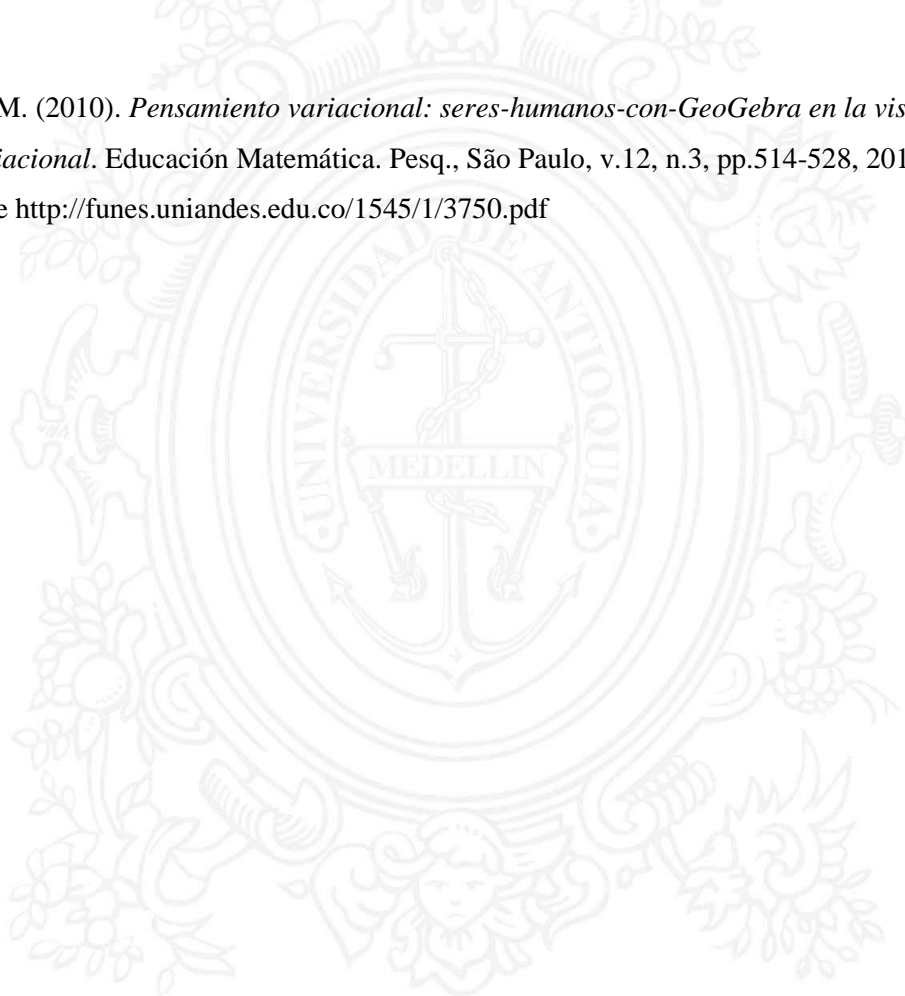 M. (2010). Pensamiento variacional: seres-humanos-con-GeoGebra en la vis
iacional. Educación Matemática. Pesq., São Paulo, v.12, n.3, pp.514-528, 201
e http://funes.uniandes.edu.co/1545/1/3750.pdf
UNIVERSIDAD DE ANTIOQUIA
MEDELLIN